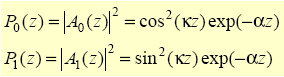 P₀(z) = |A₀(z)|² = cos²(κz) exp(−αz)
P₁(z) = |A₁(z)|² = sin²(κz) exp(−αz)